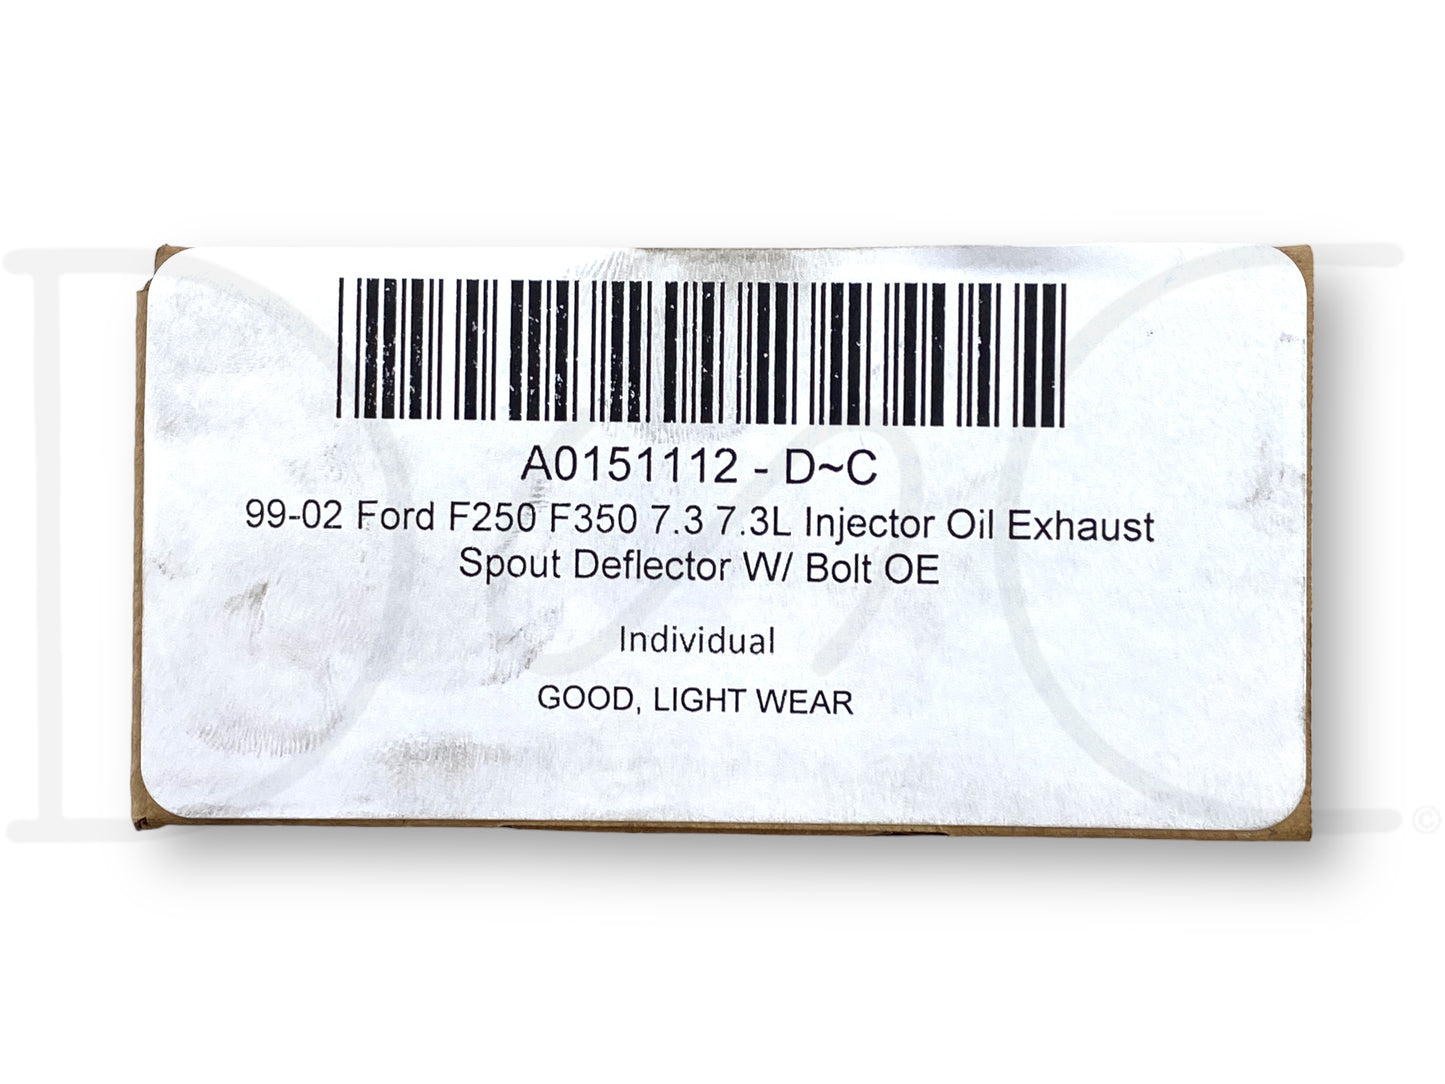 A0151112 - D~C
99-02 Ford F250 F350 7.3 7.3L Injector Oil Exhaust
Spout Deflector W/ Bolt OE
Individual
GOOD, LIGHT WEAR
D~C ©